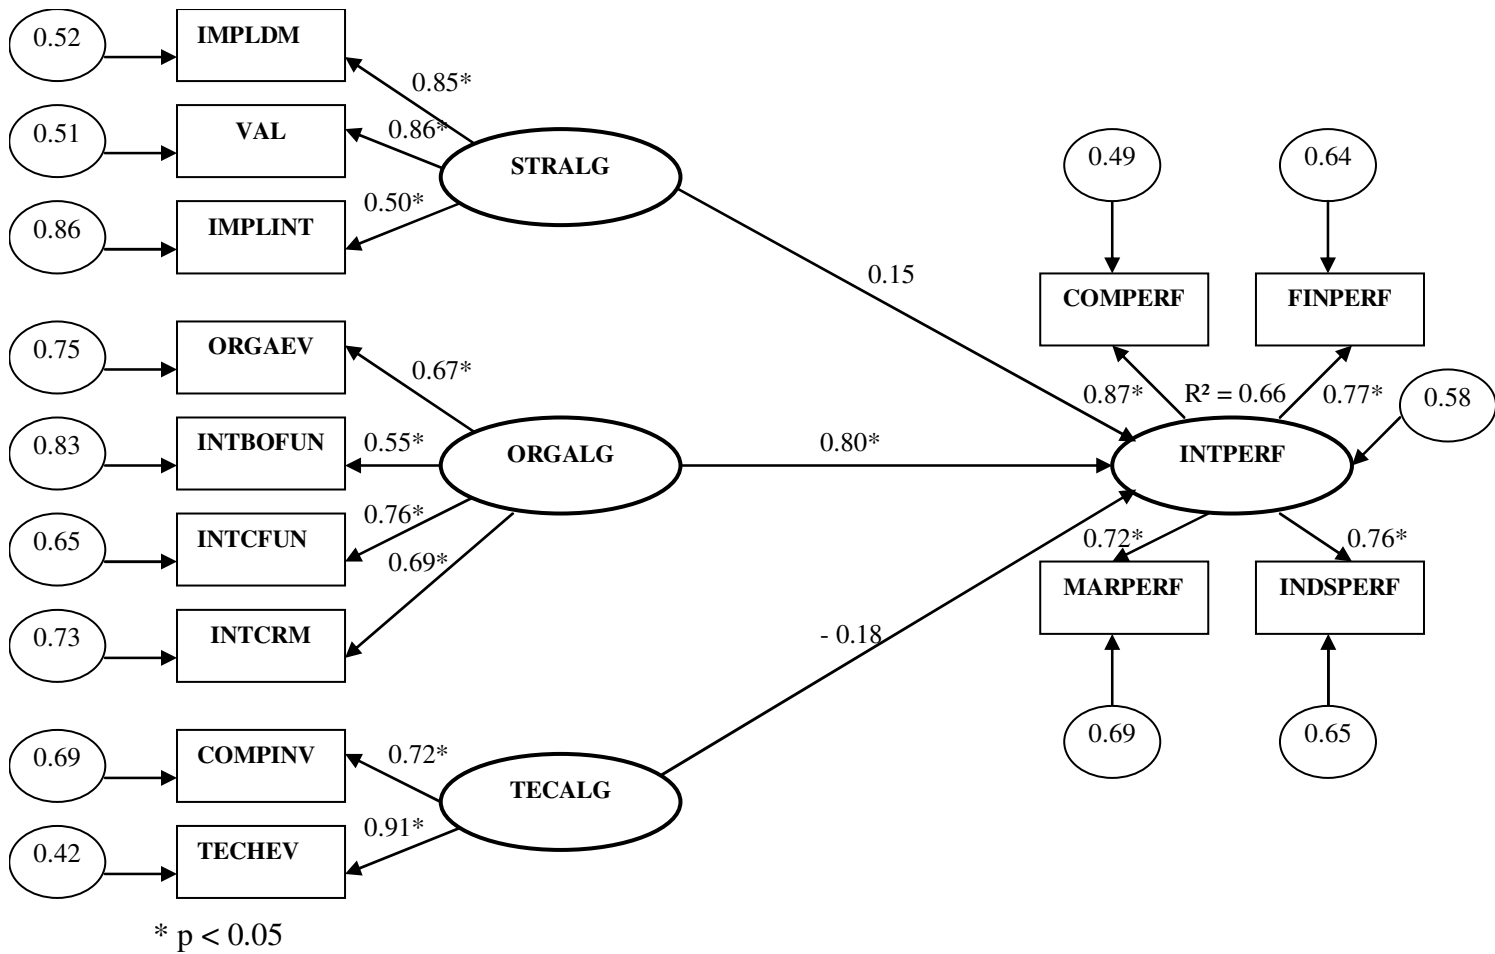 0.52
IMPLDM
0.85*
0.51
VAL
0.86*
STRALG
0.86
IMPLINT
0.50*
0.49
0.64
0.15
COMPERF
FINPERF
0.75
ORGAEV
0.67*
0.87*
R² = 0.66
0.77*
0.58
0.83
INTBOFUN
0.55*
ORGALG
0.80*
INTPERF
0.65
INTCFUN
0.76*
0.69*
0.72*
0.76*
MARPERF
INDSPERF
0.73
INTCRM
- 0.18
0.69
0.65
0.69
COMPINV
0.72*
TECALG
0.42
TECHEV
0.91*
* p < 0.05